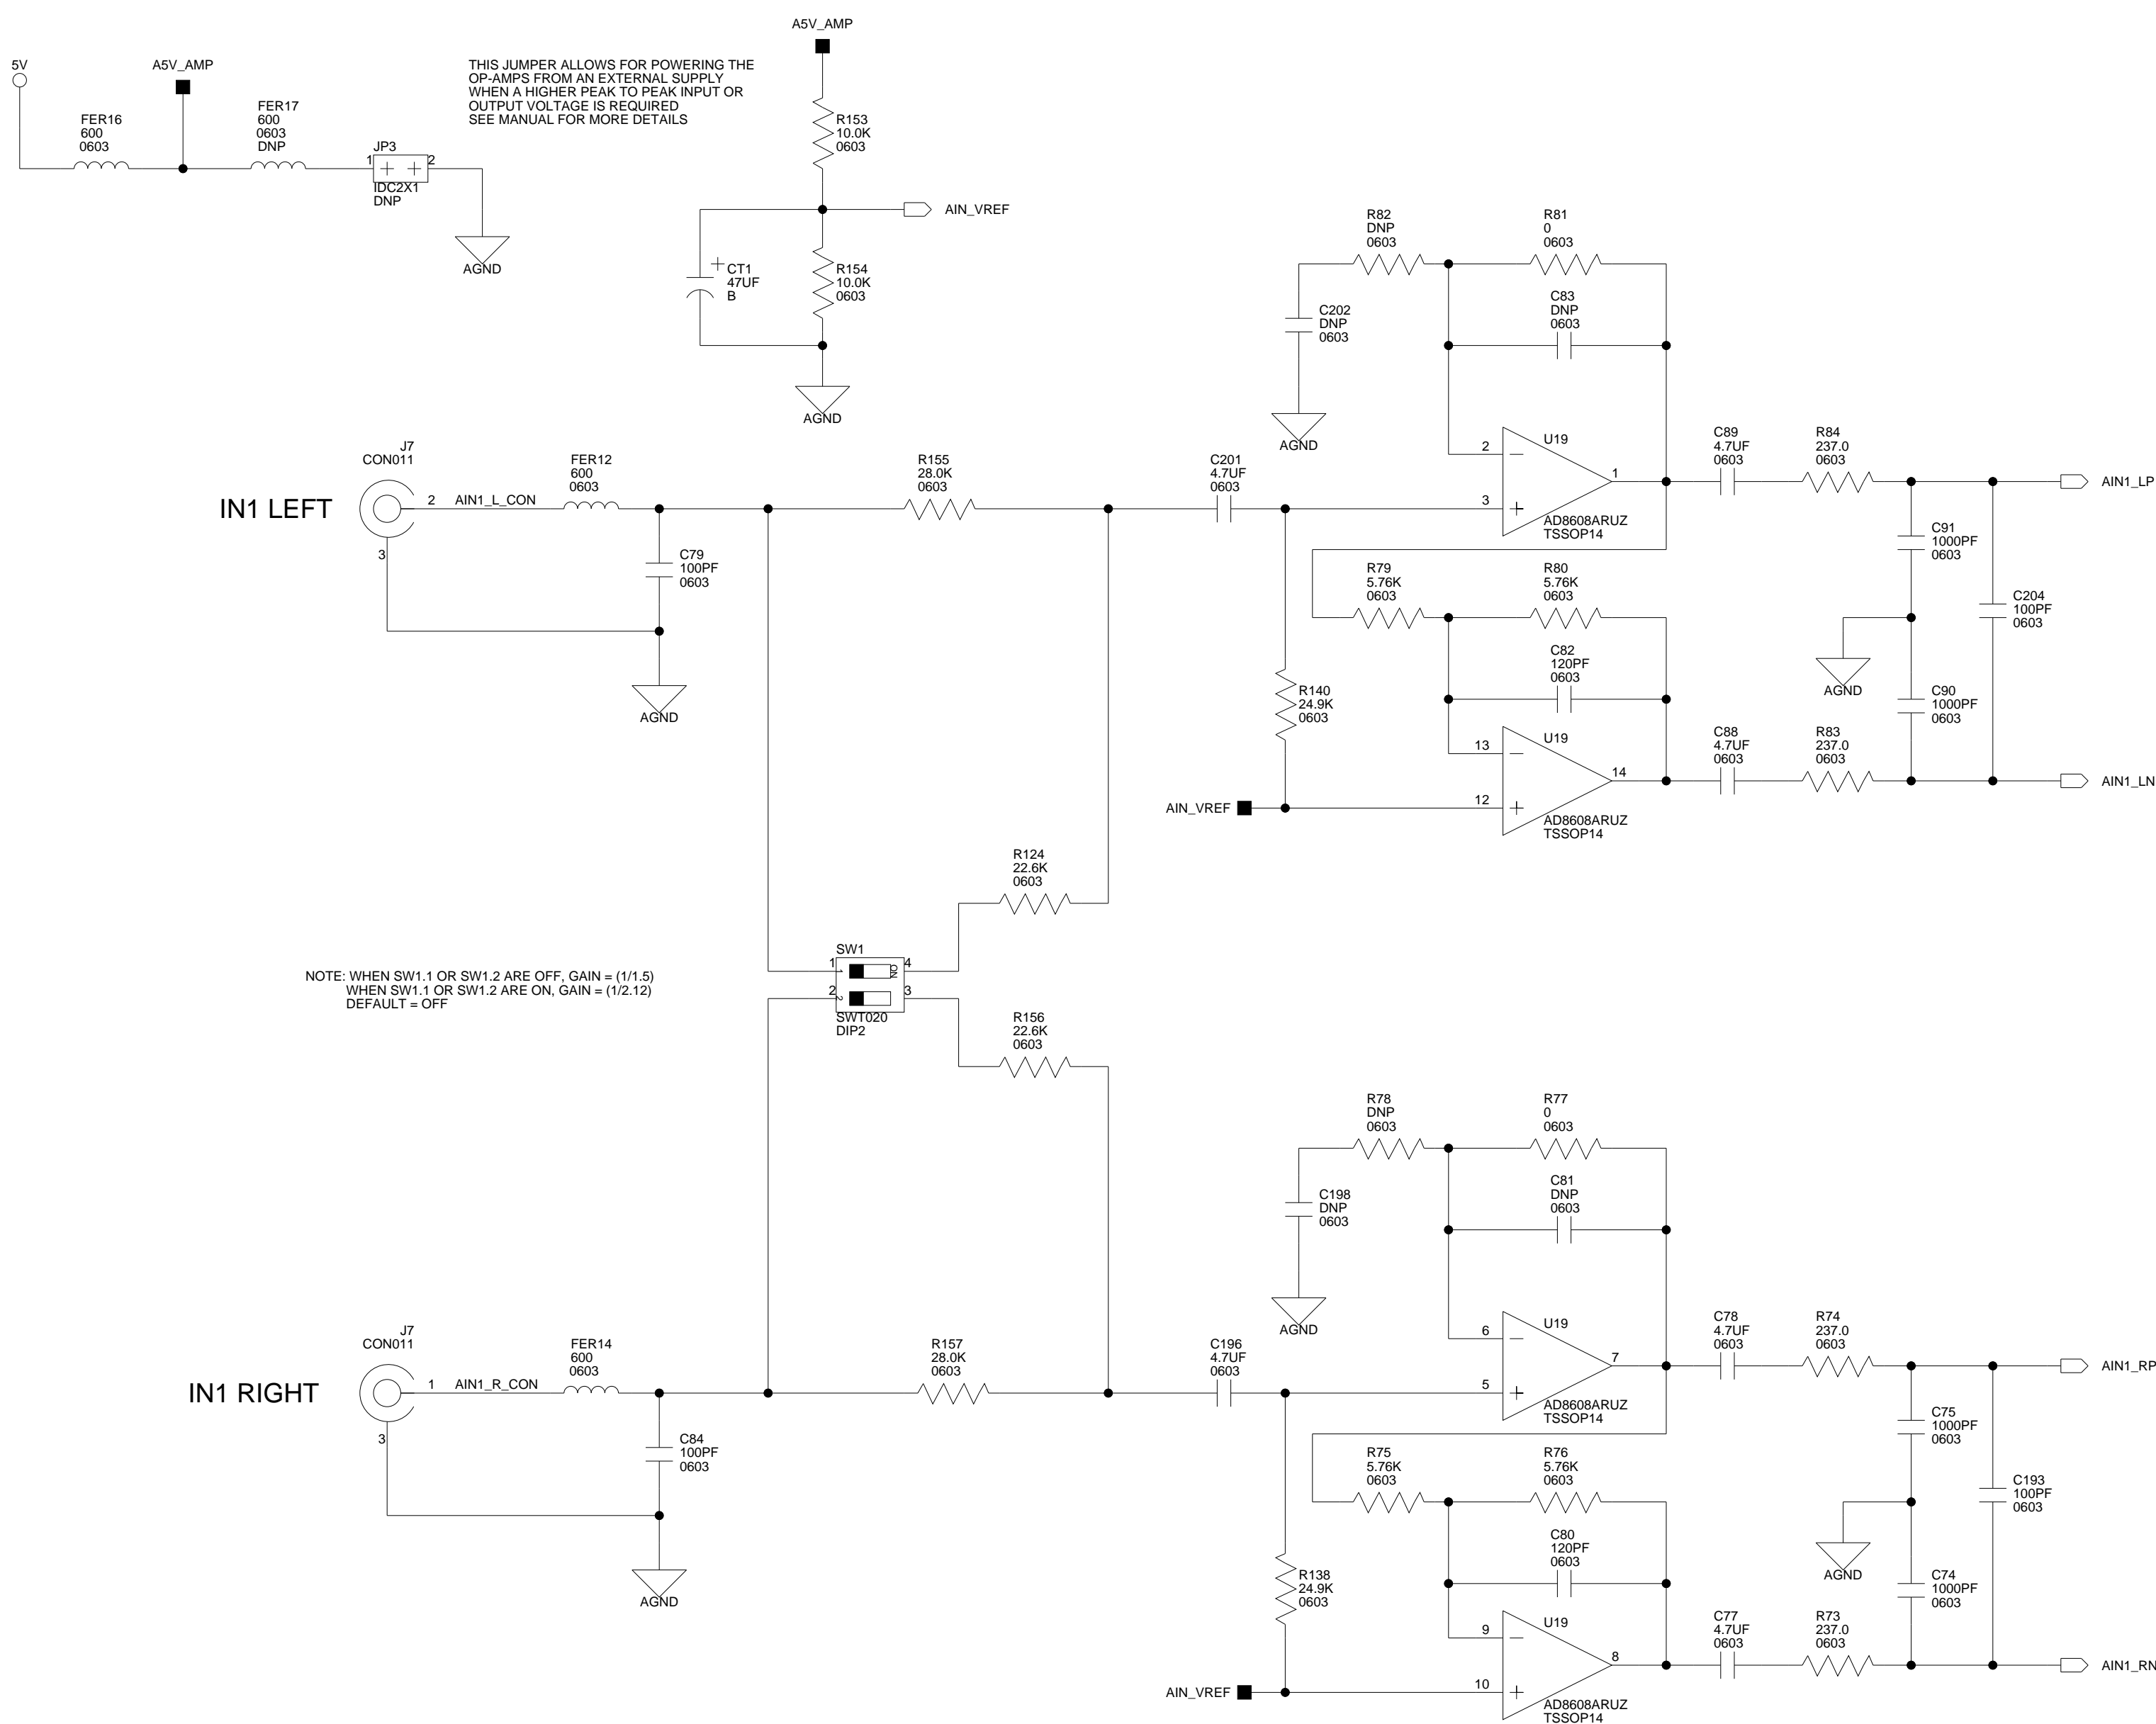 5V
A5V_AMP
FER16
600
0603
FER17
600
0603
DNP
JP3
1
2
IDC2X1
DNP
AGND
THIS JUMPER ALLOWS FOR POWERING THE
OP-AMPS FROM AN EXTERNAL SUPPLY
WHEN A HIGHER PEAK TO PEAK INPUT OR
OUTPUT VOLTAGE IS REQUIRED
SEE MANUAL FOR MORE DETAILS
A5V_AMP
R153
10.0K
0603
AIN_VREF
CT1
47UF
B
R154
10.0K
0603
AGND
R82
DNP
0603
R81
0
0603
C202
DNP
0603
C83
DNP
0603
AGND
IN1 LEFT
J7
CON011
2
AIN1_L_CON
3
FER12
600
0603
C79
100PF
0603
AGND
R155
28.0K
0603
C201
4.7UF
0603
2
3
U19
1
AD8608ARUZ
TSSOP14
C89
4.7UF
0603
R84
237.0
0603
AIN1_LP
C91
1000PF
0603
R79
5.76K
0603
R80
5.76K
0603
C204
100PF
0603
C82
120PF
0603
R140
24.9K
0603
AGND
C90
1000PF
0603
13
12
U19
14
AD8608ARUZ
TSSOP14
C88
4.7UF
0603
R83
237.0
0603
AIN1_LN
AIN_VREF
R124
22.6K
0603
NOTE: WHEN SW1.1 OR SW1.2 ARE OFF, GAIN = (1/1.5)
WHEN SW1.1 OR SW1.2 ARE ON, GAIN = (1/2.12)
DEFAULT = OFF
SW1
1
4
1
ON
2
3
2
SWT020
DIP2
R156
22.6K
0603
R78
DNP
0603
R77
0
0603
C198
DNP
0603
C81
DNP
0603
AGND
IN1 RIGHT
J7
CON011
1
AIN1_R_CON
3
FER14
600
0603
C84
100PF
0603
AGND
R157
28.0K
0603
C196
4.7UF
0603
6
5
U19
7
AD8608ARUZ
TSSOP14
C78
4.7UF
0603
R74
237.0
0603
AIN1_RP
C75
1000PF
0603
R75
5.76K
0603
R76
5.76K
0603
C193
100PF
0603
C80
120PF
0603
R138
24.9K
0603
AGND
C74
1000PF
0603
9
10
U19
8
AD8608ARUZ
TSSOP14
C77
4.7UF
0603
R73
237.0
0603
AIN1_RN
AIN_VREF